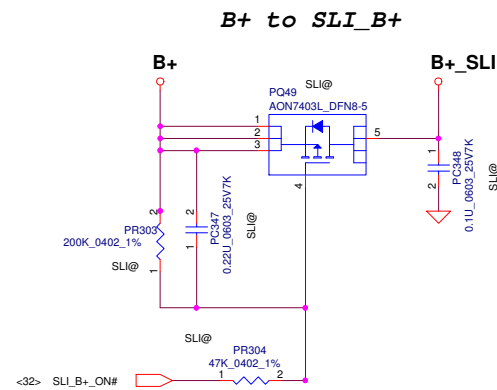 B+ to SLI_B+
B+
B+_SLI
SLI@
PQ49
AON7403L_DFN8-5
1
2
3
5
4
1
2
PC348
0.1U_0603_25V7K
SLI@
2
1
PR303
200K_0402_1%
SLI@
2
1
PC347
0.22U_0603_25V7K
SLI@
SLI@
PR304
47K_0402_1%
1
2
<32> SLI_B+_ON#